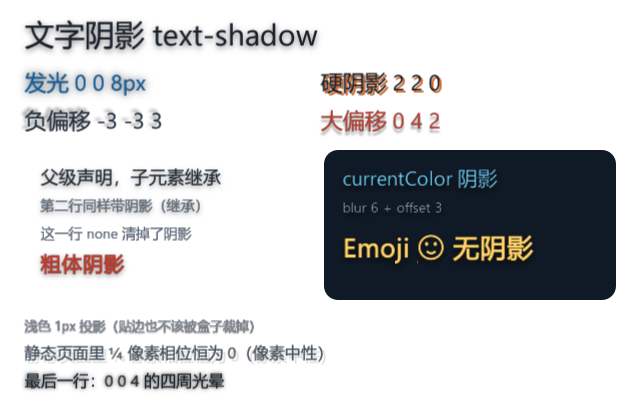 文字阴影 text-shadow
发光 0 0 8px
硬阴影 2 2 0
负偏移 -3 -3 3
大偏移 0 4 2
父级声明，子元素继承
第二行同样带阴影（继承）
这一行 none 清掉了阴影
粗体阴影
currentColor 阴影
blur 6 + offset 3
Emoji ☺ 无阴影
浅色 1px 投影（贴边也不该被盒子裁掉）
静态页面里 ¼ 像素相位恒为 0（像素中性）
最后一行：0 0 4 的四周光晕